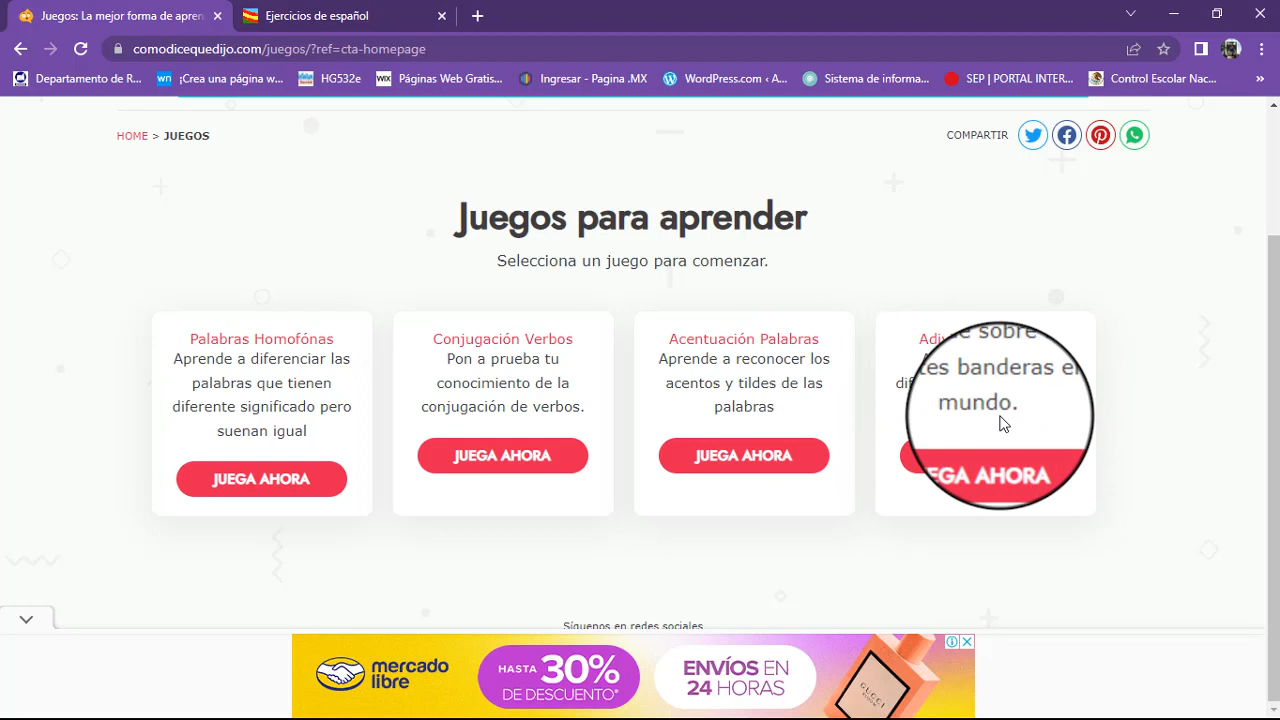 Juegos: La mejor forma de apren
Ejercicios de español
comodicequedijo.com/juegos/?ref=cta-homepage
Departamento de R...
¡Crea una página w...
HG532e
Páginas Web Gratis...
Ingresar - Pagina .MX
WordPress.com ‹ A...
Sistema de informa...
SEP | PORTAL INTER...
Control Escolar Nac...
HOME > JUEGOS
COMPARTIR
Juegos para aprender
Selecciona un juego para comenzar.
Palabras Homofónas
Aprende a diferenciar las
palabras que tienen
diferente significado pero
suenan igual
JUEGA AHORA
Conjugación Verbos
Pon a prueba tu
conocimiento de la
conjugación de verbos.
JUEGA AHORA
Acentuación Palabras
Aprende a reconocer los
acentos y tildes de las
palabras
JUEGA AHORA
sobre
banderas
mundo.
AHORA
Síguenos en redes sociales
mercado
libre
HASTA 30%
DE DESCUENTO*
ENVÍOS EN
24 HORAS
GUCCI